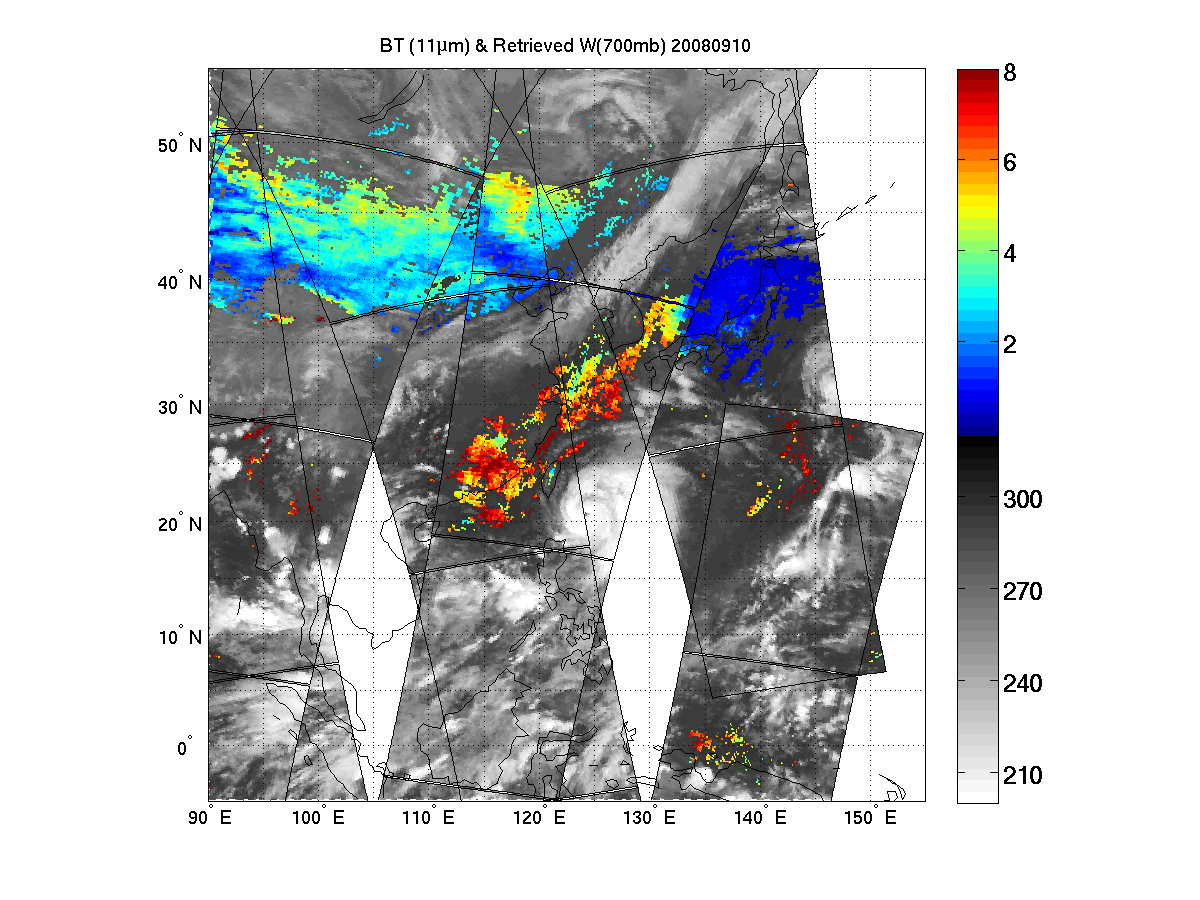 BT (11μm) & Retrieved W(700mb) 20080910
8
50° N
6
4
40° N
2
30° N
300
20° N
270
10° N
240
0°
210
90° E 100° E 110° E 120° E 130° E 140° E 150° E